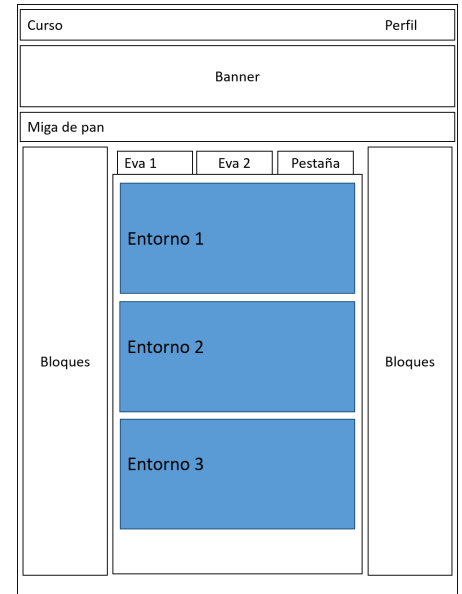 Curso Perfil
Banner
Miga de pan
Eva 1 Eva 2 Pestaña
Entorno 1
Entorno 2
Bloques Bloques
Entorno 3